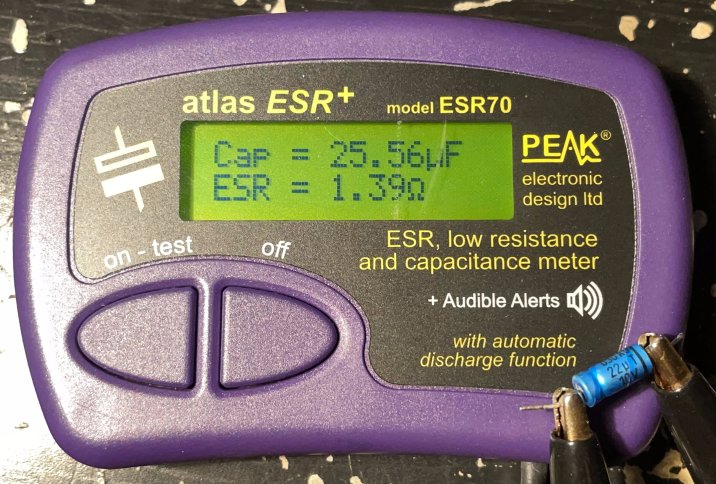 atlas ESR+
model ESR70
Cap = 25.56µF
ESR = 1.39Ω
PEAK®
electronic
design ltd
on - test
off
ESR, low resistance
and capacitance meter
+ Audible Alerts
with automatic
discharge function
22µ